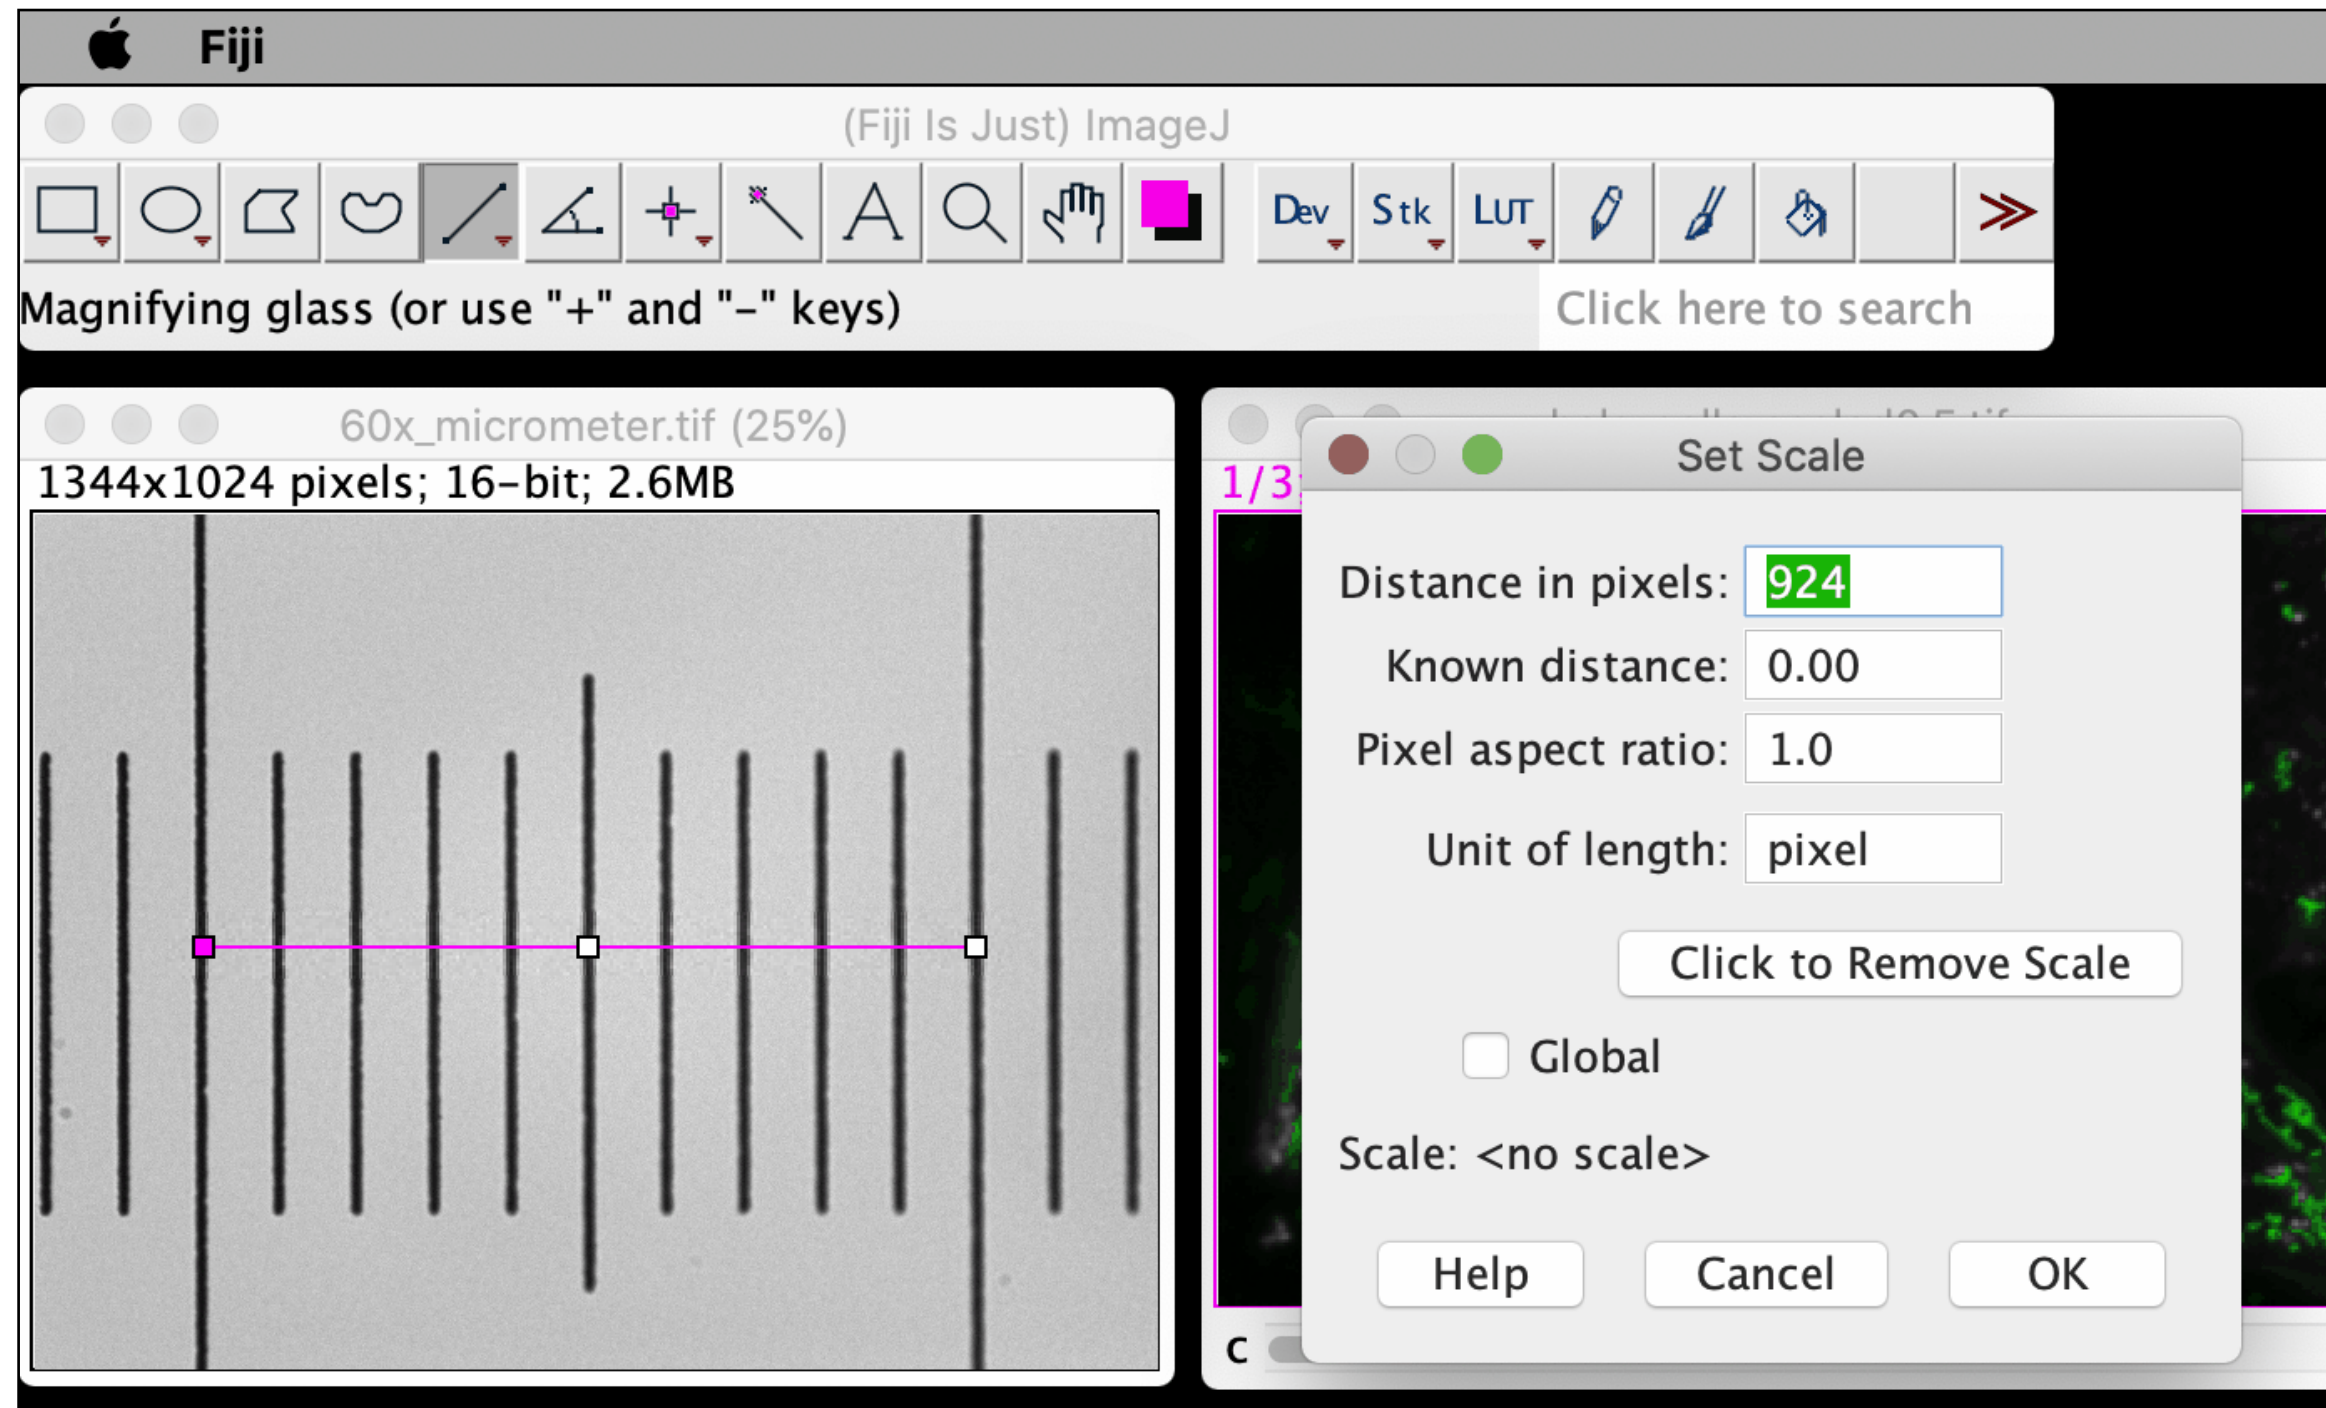 Fiji
(Fiji Is Just) ImageJ
Dev Stk LUT
Magnifying glass (or use "+" and "-" keys)
Click here to search
60x_micrometer.tif (25%)
1344x1024 pixels; 16-bit; 2.6MB
1/3
Set Scale
Distance in pixels: 924
Known distance: 0.00
Pixel aspect ratio: 1.0
Unit of length: pixel
Click to Remove Scale
Global
Scale: <no scale>
Help Cancel OK
C